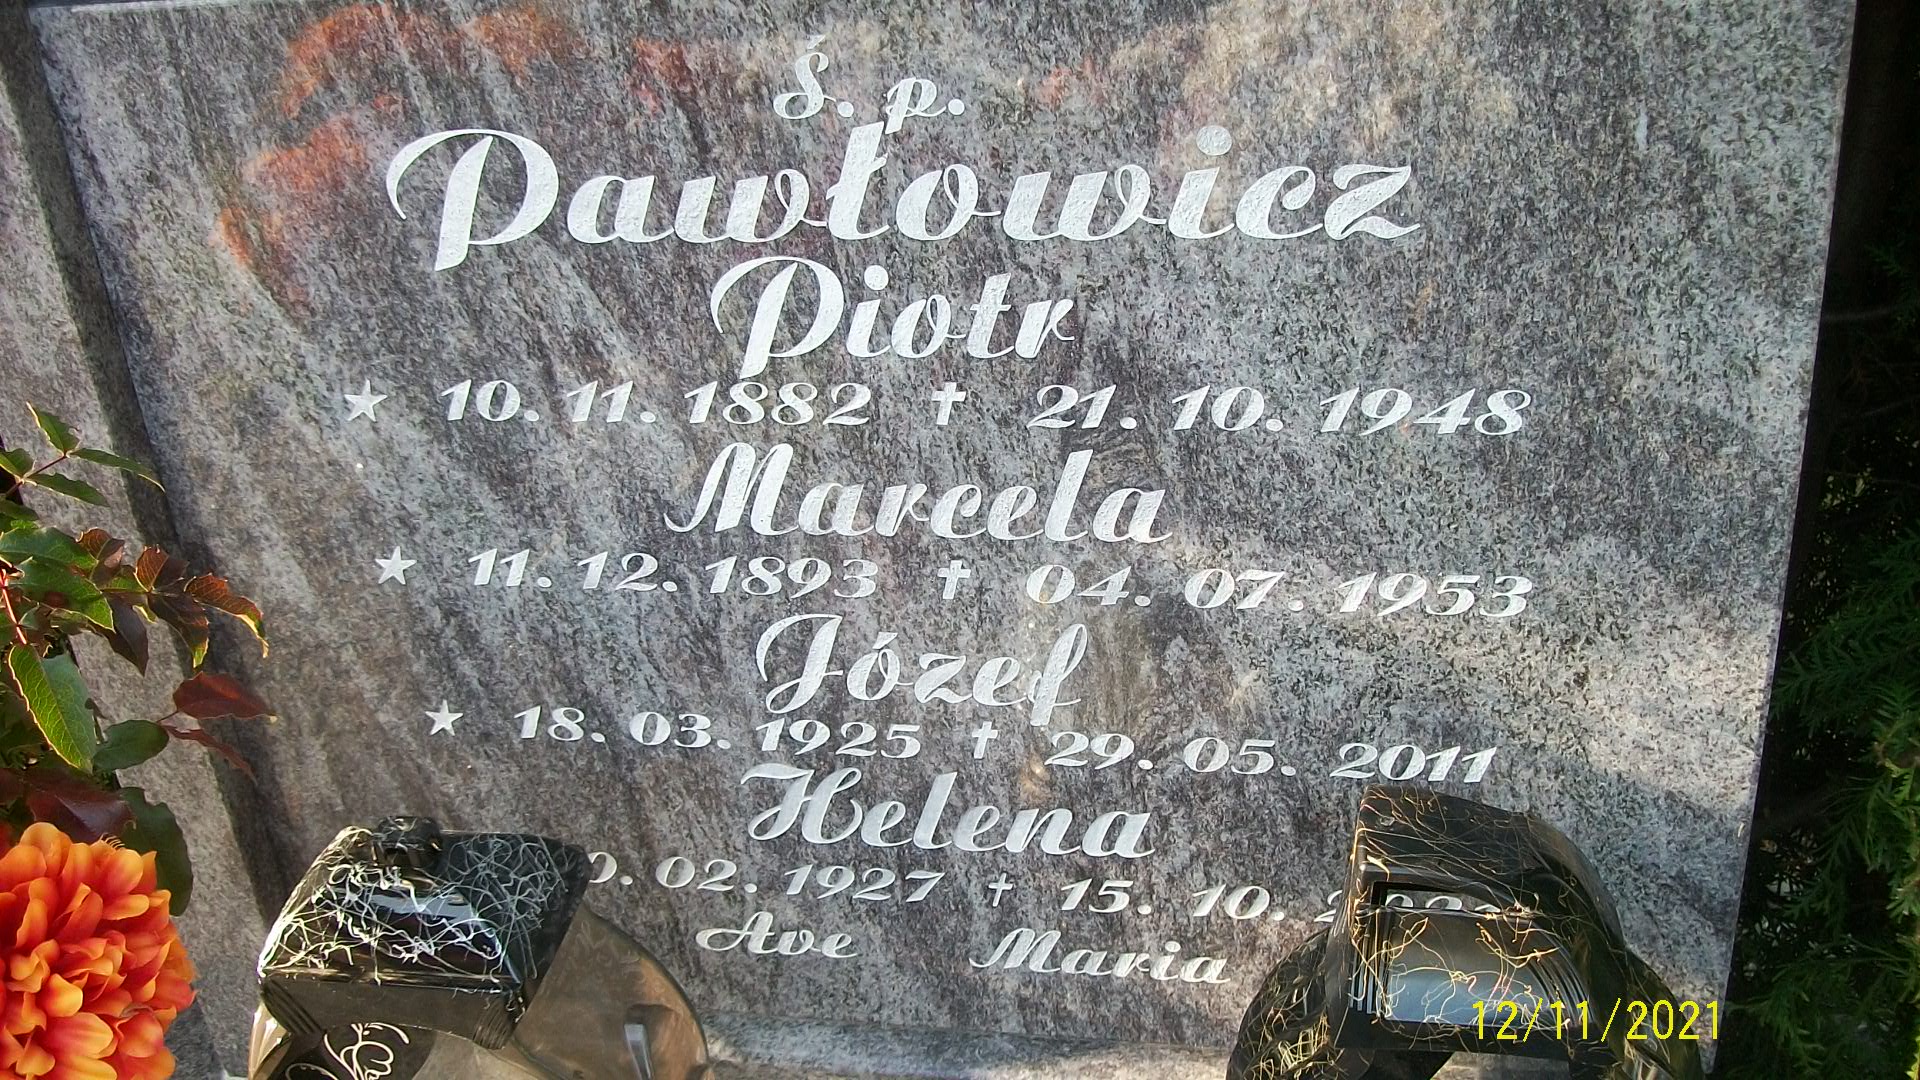 Ś. p.
Pawłowicz
Piotr
★ 10. 11. 1882 ✝ 21. 10. 1948
Marcela
★ 11. 12. 1893 ✝ 04. 07. 1953
Józef
★ 18. 03. 1925 ✝ 29. 05. 2011
Helena
02. 1927 ✝ 15. 10.
Ave Maria
12/11/2021